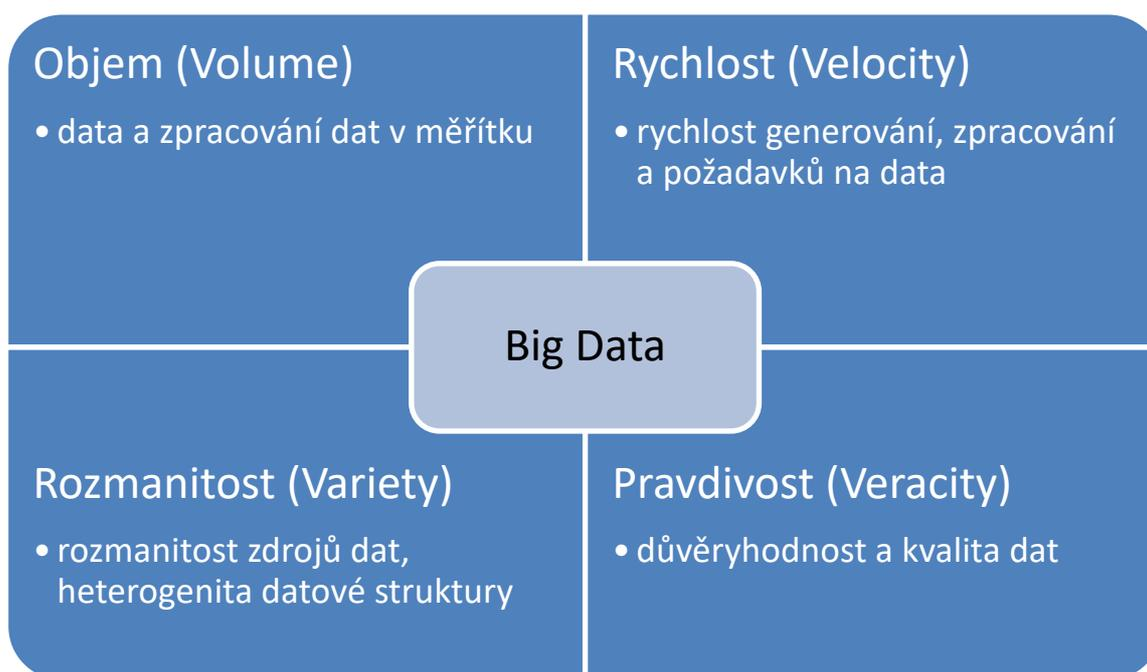 Objem (Volume)
• data a zpracování dat v měřítku
Rychlost (Velocity)
• rychlost generování, zpracování
a požadavků na data
Big Data
Rozmanitost (Variety)
• rozmanitost zdrojů dat,
heterogenita datové struktury
Pravdivost (Veracity)
• důvěryhodnost a kvalita dat